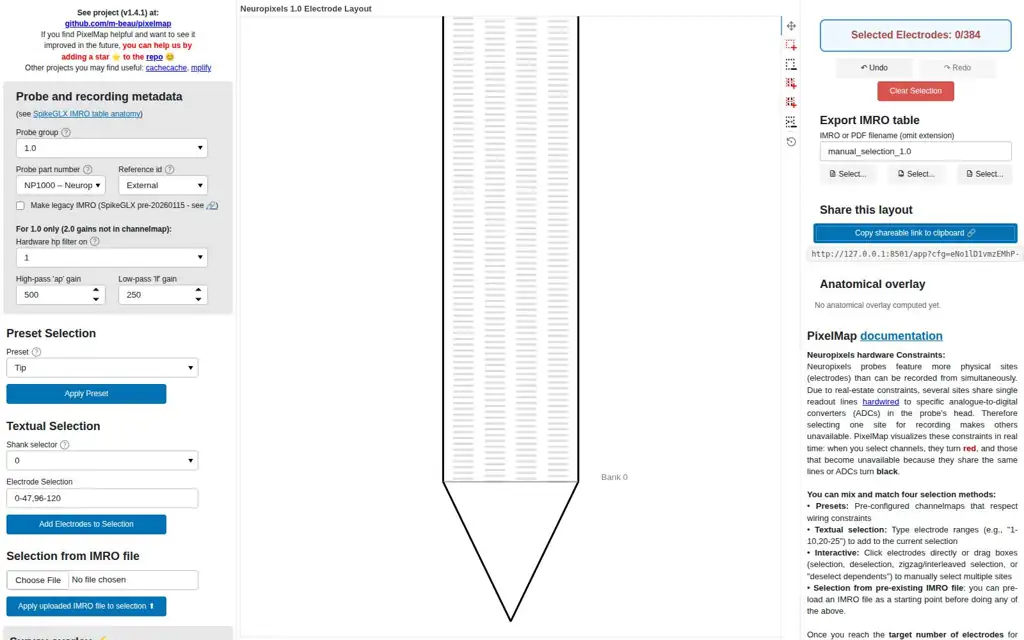 See project (v1.4.1) at:
github.com/m-beau/pixelmap
If you find PixelMap helpful and want to see it
improved in the future, you can help us by
adding a star ⭐ to the repo 😊
Other projects you may find useful: cachecache, mplify
Probe and recording metadata
(see SpikeGLX IMRO table anatomy)
Probe group ?
1.0
Probe part number ?
NP1000 – Neurop
Reference id ?
External
Make legacy IMRO (SpikeGLX pre-20260115 - see 🔗)
For 1.0 only (2.0 gains not in channelmap):
Hardware hp filter on ?
1
High-pass 'ap' gain
500
Low-pass 'lf' gain
250
Preset Selection
Preset ?
Tip
Apply Preset
Textual Selection
Shank selector ?
0
Electrode Selection
0-47,96-120
Add Electrodes to Selection
Selection from IMRO file
Choose File No file chosen
Apply uploaded IMRO file to selection ⬆
Neuropixels 1.0 Electrode Layout
Bank 0
Selected Electrodes: 0/384
↶ Undo
↷ Redo
Clear Selection
Export IMRO table
IMRO or PDF filename (omit extension)
manual_selection_1.0
Select...
Select...
Select...
Share this layout
Copy shareable link to clipboard 🔗
Anatomical overlay
No anatomical overlay computed yet.
PixelMap documentation
Neuropixels hardware Constraints:
Neuropixels probes feature more physical sites
(electrodes) than can be recorded from simultaneously.
Due to real-estate constraints, several sites share single
readout lines hardwired to specific analogue-to-digital
converters (ADCs) in the probe's head. Therefore
selecting one site for recording makes others
unavailable. PixelMap visualizes these constraints in real
time: when you select channels, they turn red, and those
that become unavailable because they share the same
lines or ADCs turn black.
You can mix and match four selection methods:
• Presets: Pre-configured channelmaps that respect
wiring constraints
• Textual selection: Type electrode ranges (e.g., "1-
10,20-25") to add to the current selection
• Interactive: Click electrodes directly or drag boxes
(selection, deselection, zigzag/interleaved selection, or
"deselect dependents") to manually select multiple sites
• Selection from pre-existing IMRO file: you can pre-
load an IMRO file as a starting point before doing any of
the above.
Once you reach the target number of electrodes for